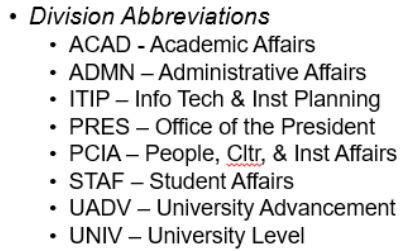 • Division Abbreviations
• ACAD - Academic Affairs
• ADMN – Administrative Affairs
• ITIP – Info Tech & Inst Planning
• PRES – Office of the President
• PCIA – People, Cltr, & Inst Affairs
• STAF – Student Affairs
• UADV – University Advancement
• UNIV – University Level